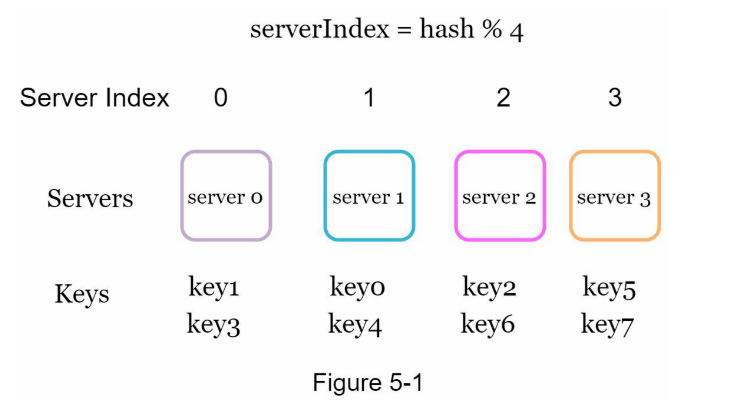 serverIndex = hash % 4
Server Index 0 1 2 3
Servers server 0 server 1 server 2 server 3
Keys key1 key0 key2 key5
key3 key4 key6 key7
Figure 5-1